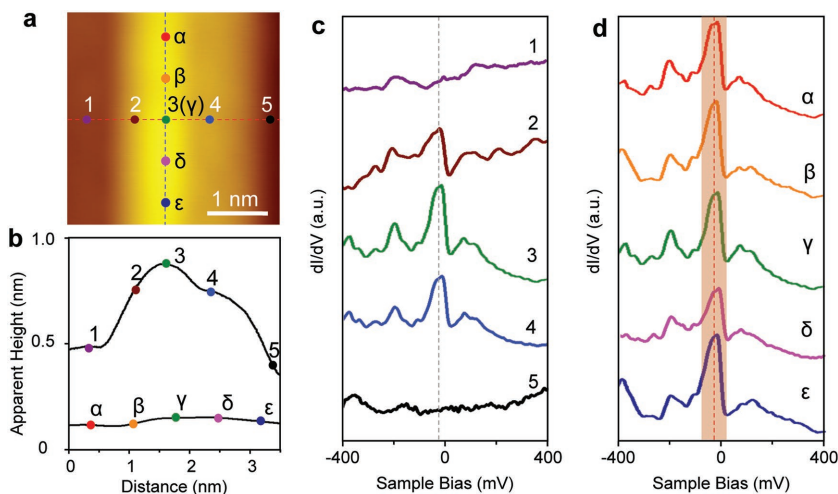 a
α
β
1
2
3(γ)
4
5
δ
ε
1 nm
b
1.0
0.5
0
Apparent Height (nm)
1
2
3
4
5
α
β
γ
δ
ε
0
1
2
3
Distance (nm)
c
dI/dV (a.u.)
1
2
3
4
5
-400
0
400
Sample Bias (mV)
d
dI/dV (a.u.)
α
β
γ
δ
ε
-400
0
400
Sample Bias (mV)